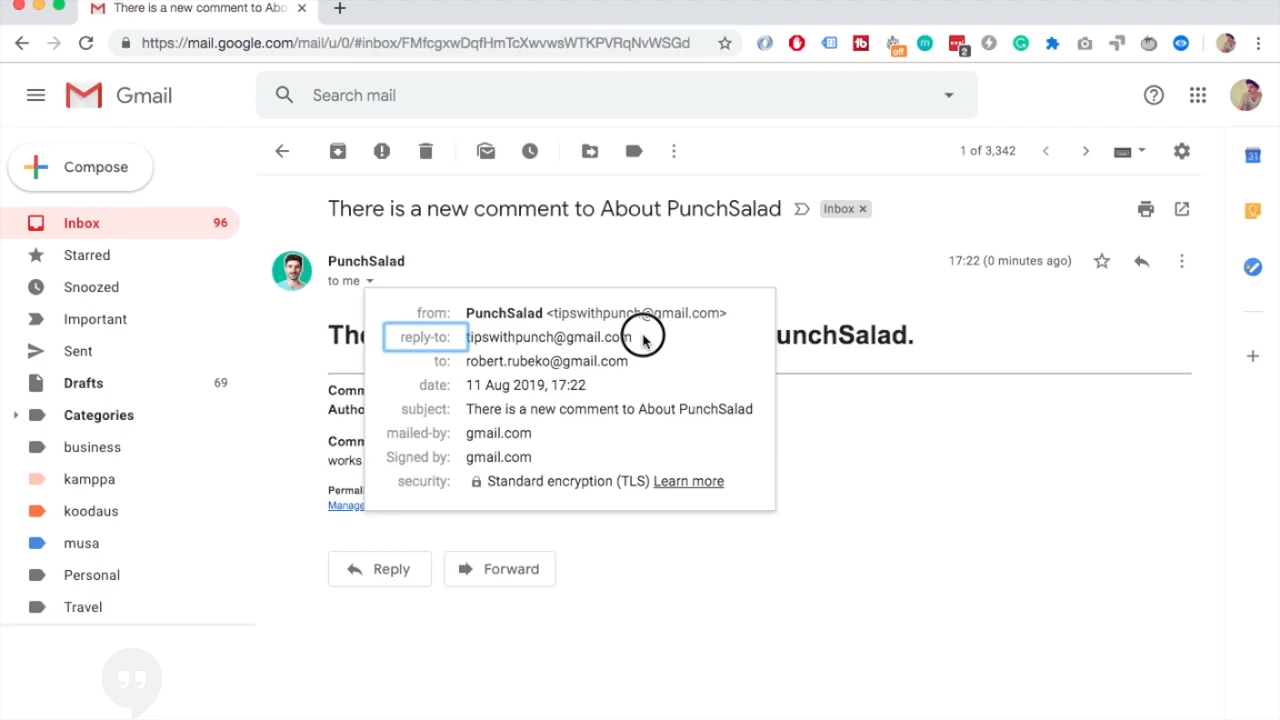 There is a new comment to Abo
https://mail.google.com/mail/u/0/#inbox/FMfcgxwDqfHmTcXwvwsWTKPVRqNvWSGd
tb
off
m
2
Gmail
Search mail
Compose
1 of 3,342
Inbox 96
There is a new comment to About PunchSalad
Inbox ×
Starred
PunchSalad
17:22 (0 minutes ago)
31
to me
Snoozed
from: PunchSalad <tipswithpunch@gmail.com>
Important
The
unchSalad.
reply-to: tipswithpunch@gmail.com
Sent
to: robert.rubeko@gmail.com
Drafts 69
date: 11 Aug 2019, 17:22
Comm
Autho
subject: There is a new comment to About PunchSalad
Categories
mailed-by: gmail.com
Comm
business
Signed by: gmail.com
works
kamppa
security: Standard encryption (TLS) Learn more
Permal
Manage
koodaus
musa
Reply
Forward
Personal
Travel